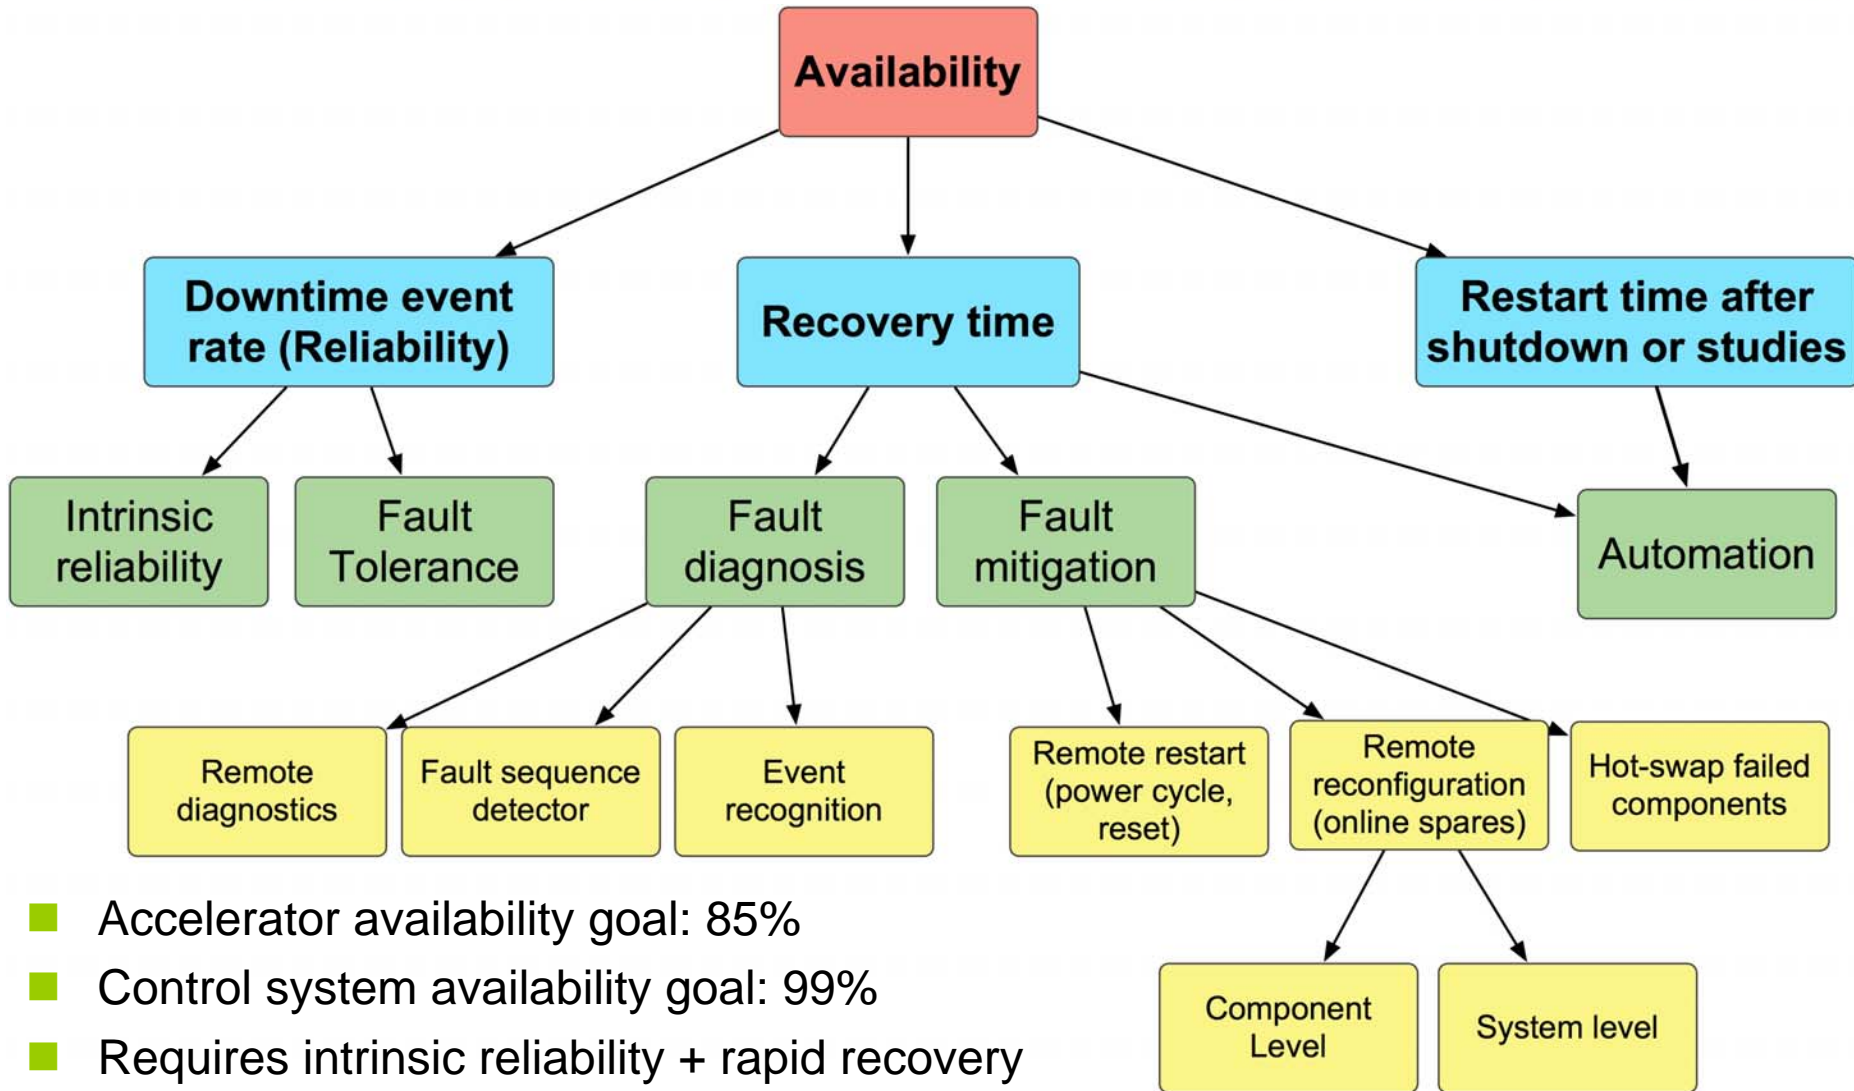 Availability
Downtime event
rate (Reliability)
Recovery time
Restart time after
shutdown or studies
Intrinsic
reliability
Fault
Tolerance
Fault
diagnosis
Fault
mitigation
Automation
Remote
diagnostics
Fault sequence
detector
Event
recognition
Remote restart
(power cycle,
reset)
Remote
reconfiguration
(online spares)
Hot-swap failed
components
Component
Level
System level
Accelerator availability goal: 85%
Control system availability goal: 99%
Requires intrinsic reliability + rapid recovery